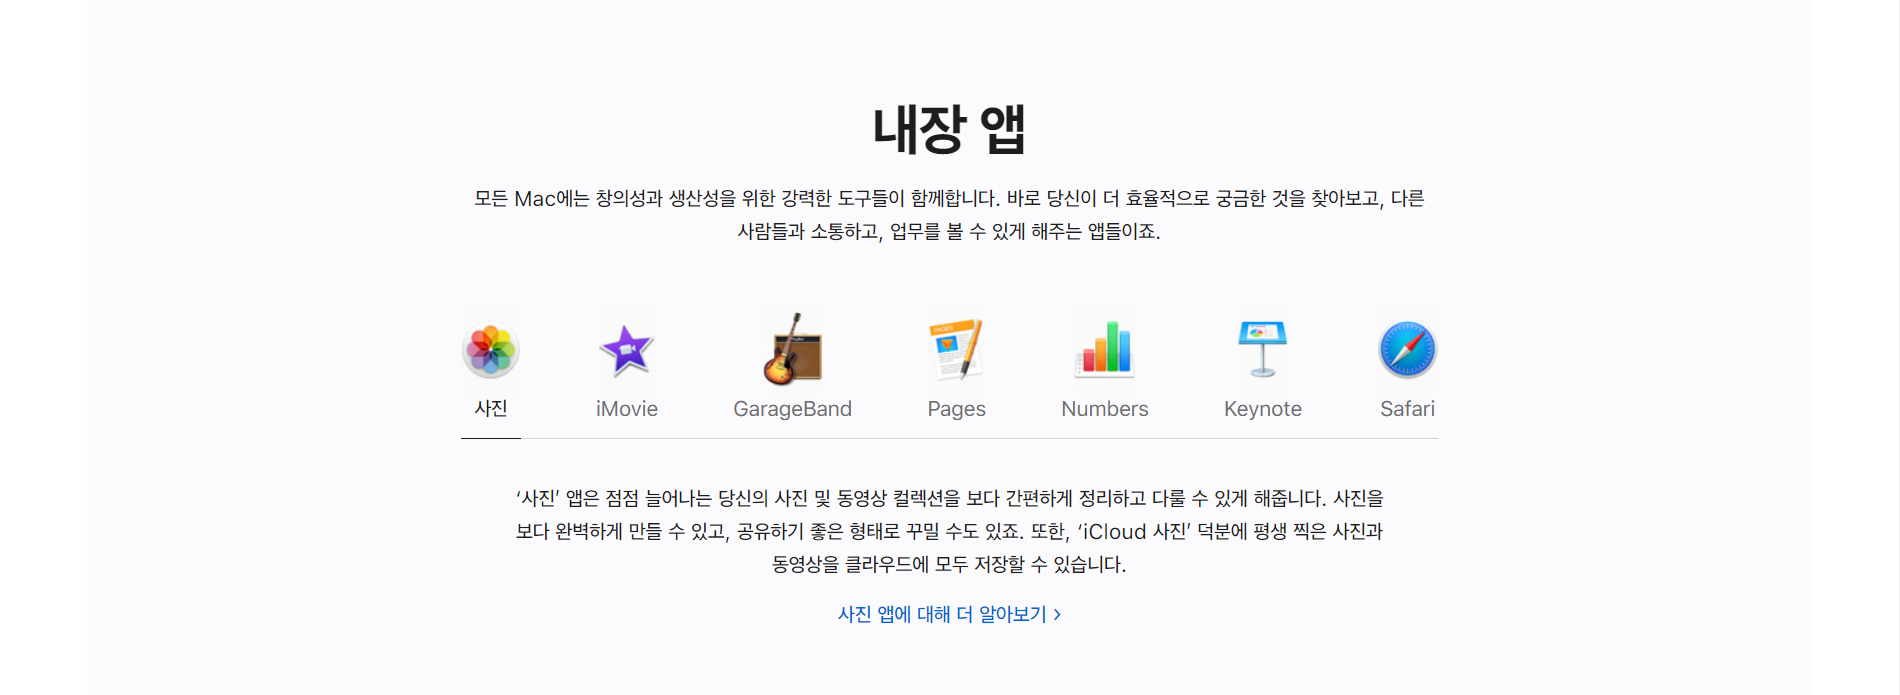 내장 앱
모든 Mac에는 창의성과 생산성을 위한 강력한 도구들이 함께합니다. 바로 당신이 더 효율적으로 궁금한 것을 찾아보고, 다른
사람들과 소통하고, 업무를 볼 수 있게 해주는 앱들이죠.
PAGES
사진
iMovie
GarageBand
Pages
Numbers
Keynote
Safari
‘사진’ 앱은 점점 늘어나는 당신의 사진 및 동영상 컬렉션을 보다 간편하게 정리하고 다룰 수 있게 해줍니다. 사진을
보다 완벽하게 만들 수 있고, 공유하기 좋은 형태로 꾸밀 수도 있죠. 또한, ‘iCloud 사진’ 덕분에 평생 찍은 사진과
동영상을 클라우드에 모두 저장할 수 있습니다.
사진 앱에 대해 더 알아보기 >